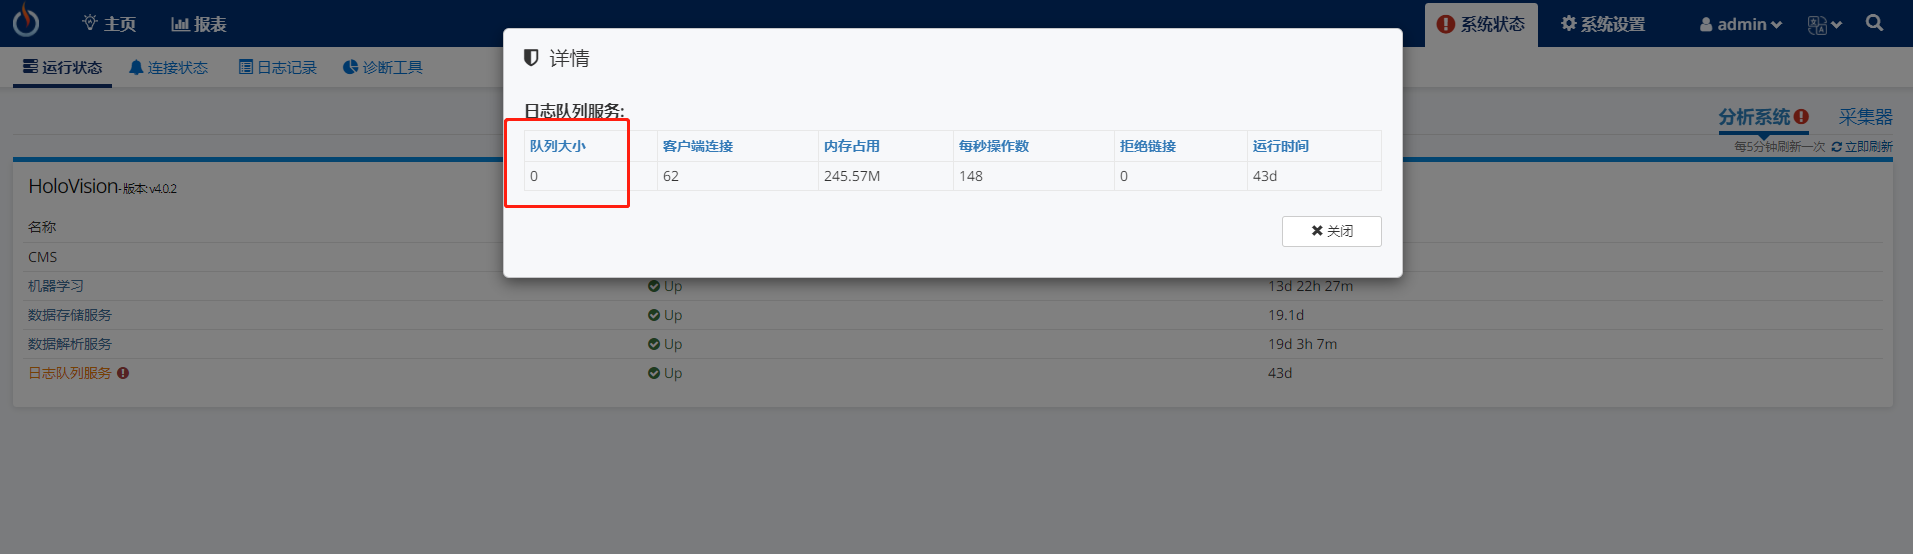 主页 报表 系统状态 系统设置 admin
运行状态 连接状态 日志记录 诊断工具
详情
日志队列服务:
队列大小 客户端连接 内存占用 每秒操作数 拒绝链接 运行时间
0 62 245.57M 148 0 43d
关闭
分析系统 采集器
每5分钟刷新一次 立即刷新
HoloVision- 版本: v4.0.2
名称
CMS
机器学习 Up 13d 22h 27m
数据存储服务 Up 19.1d
数据解析服务 Up 19d 3h 7m
日志队列服务 Up 43d